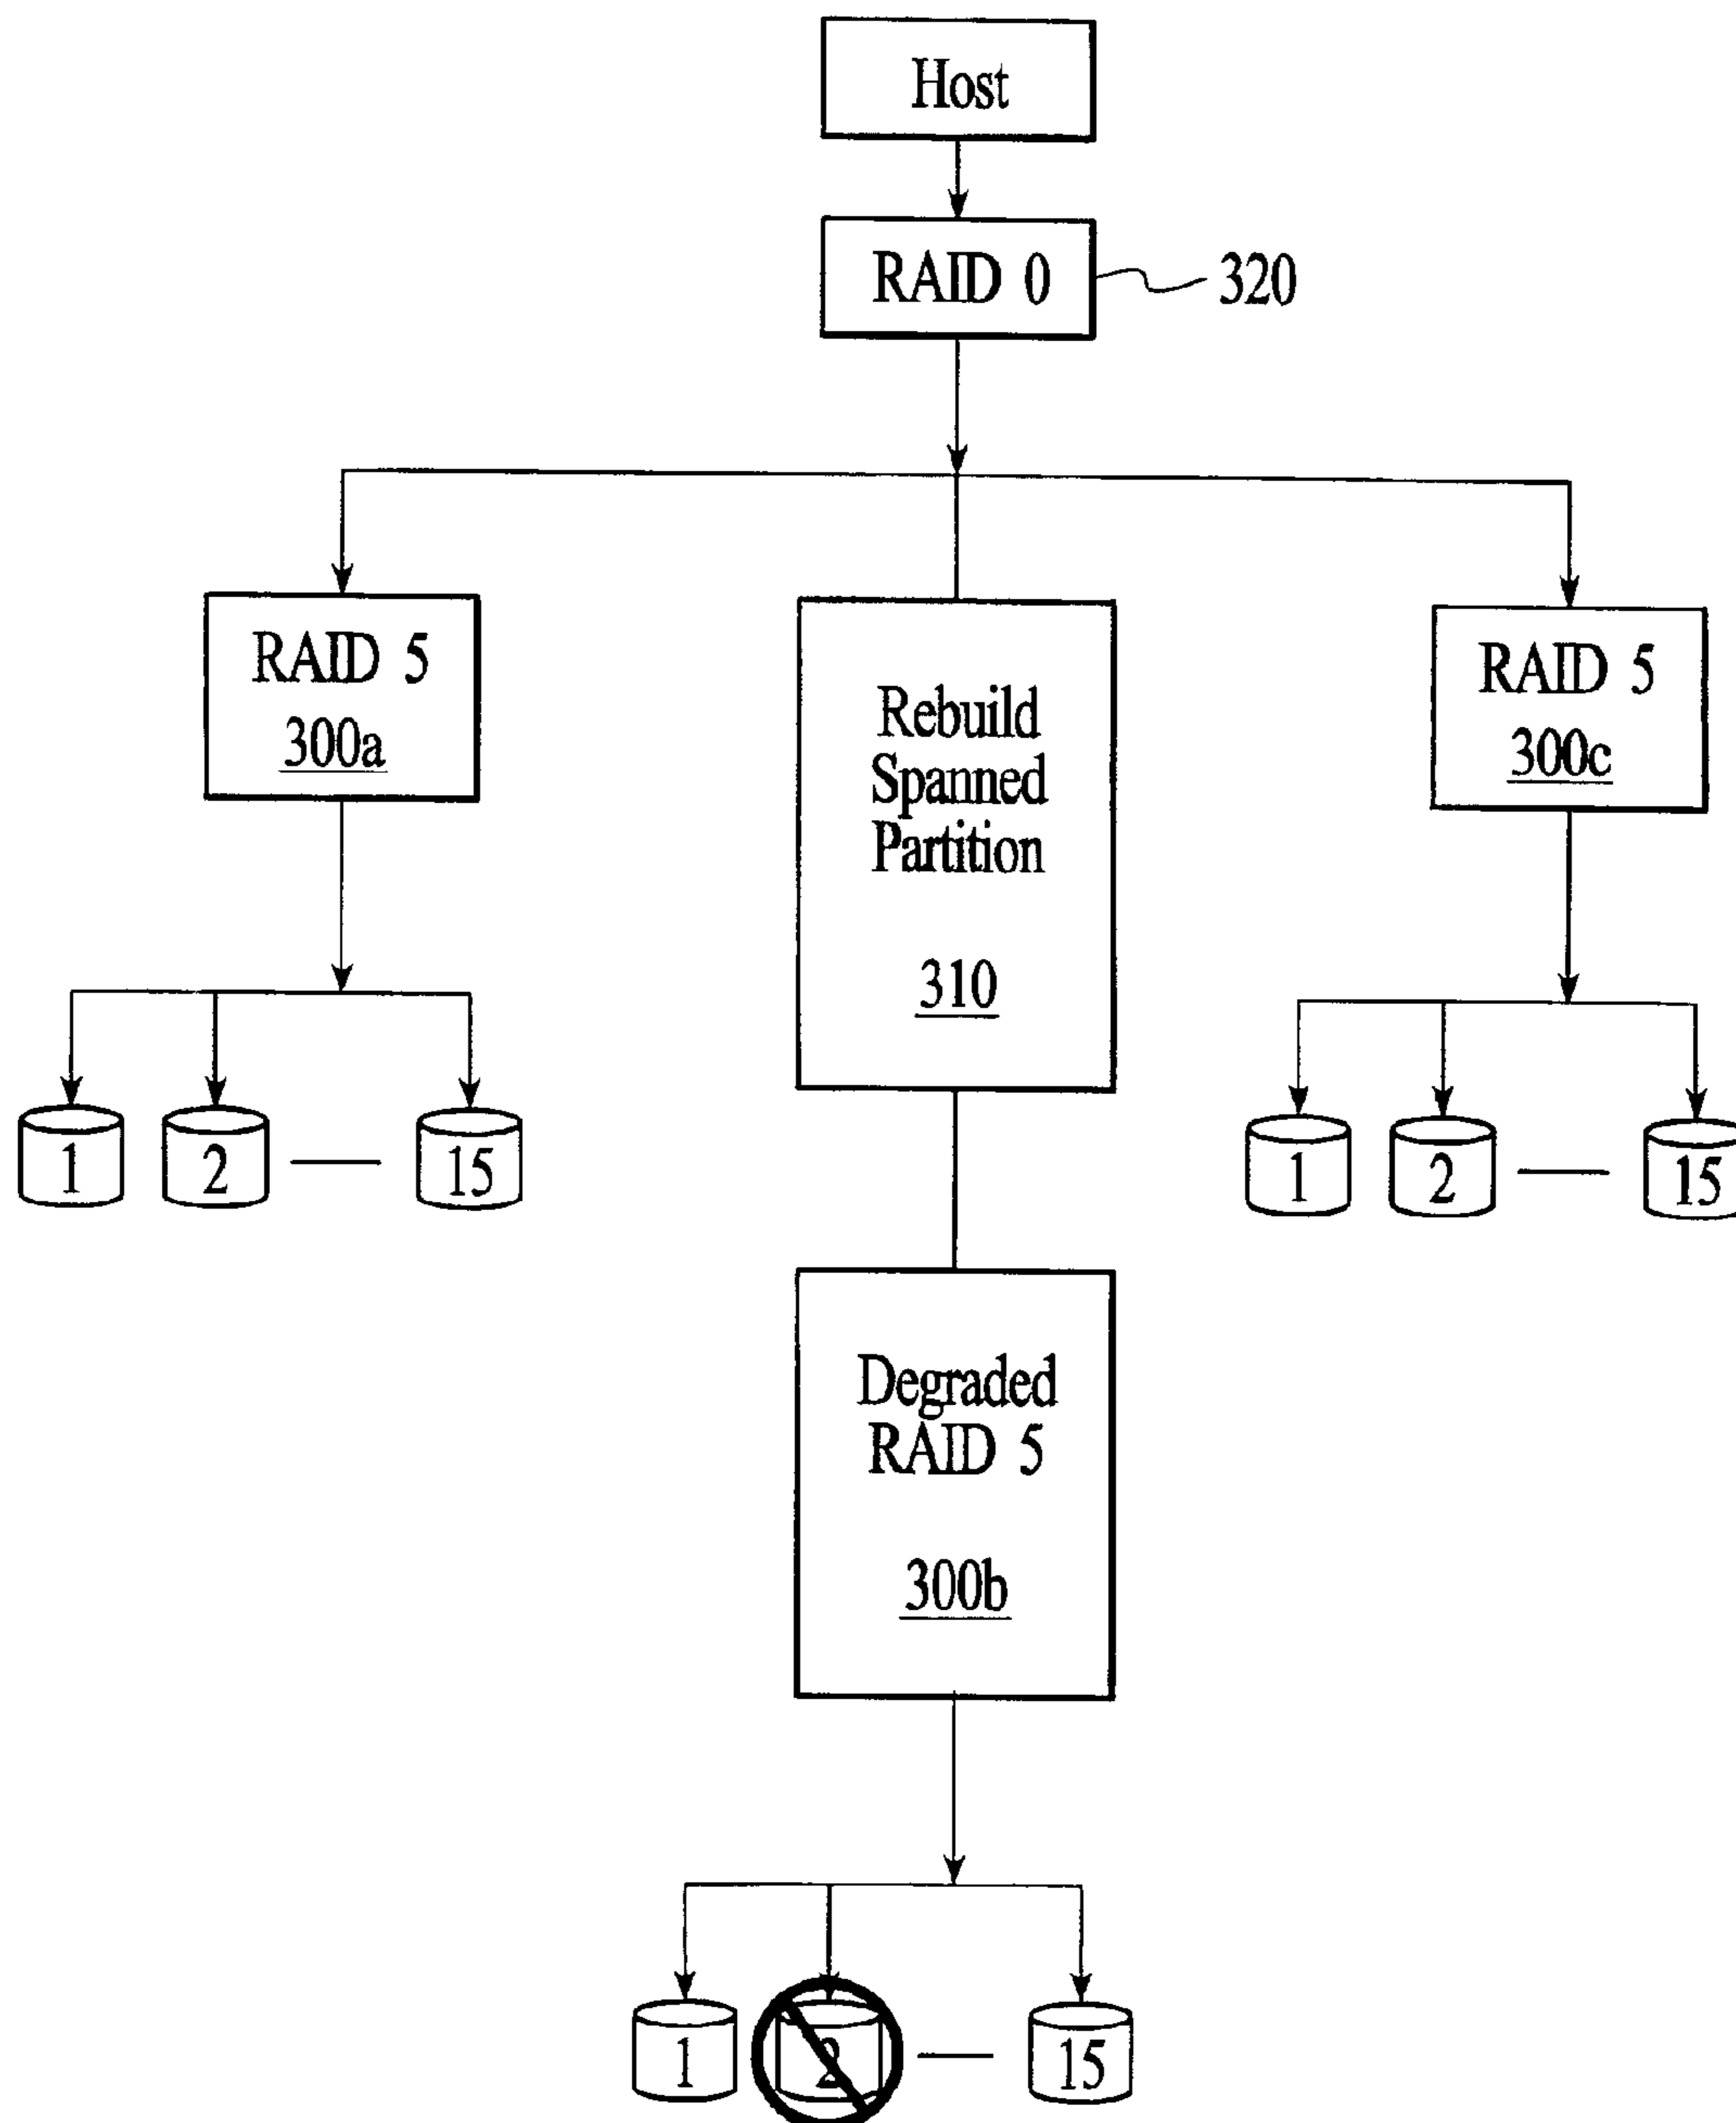 Host
RAID 0
320
RAID 5
300a
Rebuild
Spanned
Partition
310
RAID 5
300c
1
2
15
1
2
15
Degraded
RAID 5
300b
1
2
15